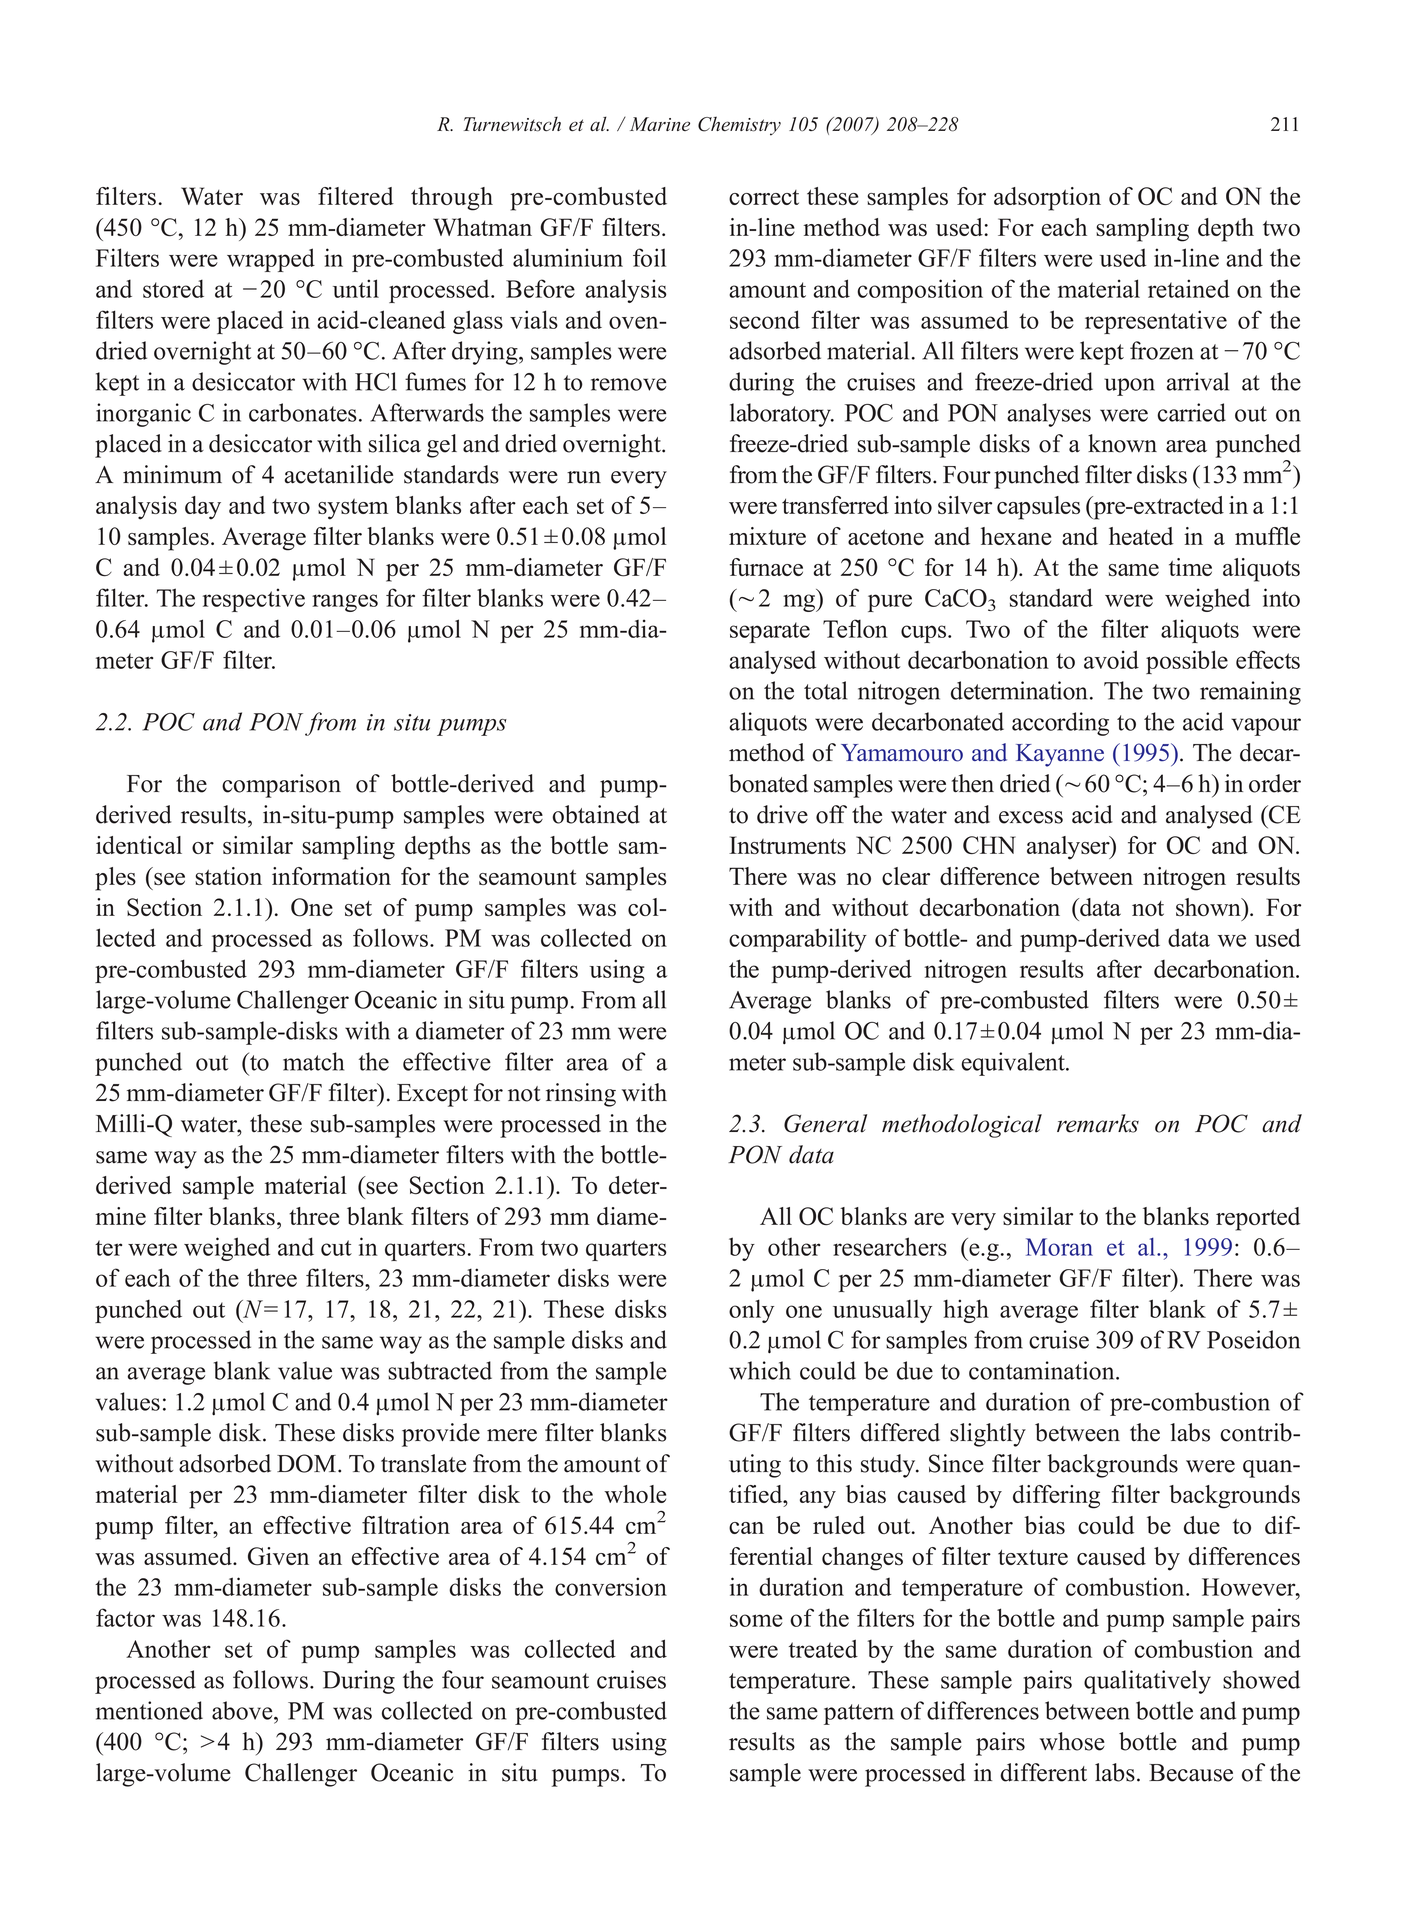 R. Turnewitsch et al. / Marine Chemistry 105 (2007) 208–228
211
filters. Water was filtered through pre-combusted
(450 °C, 12 h) 25 mm-diameter Whatman GF/F filters.
Filters were wrapped in pre-combusted aluminium foil
and stored at −20 °C until processed. Before analysis
filters were placed in acid-cleaned glass vials and oven-
dried overnight at 50–60 °C. After drying, samples were
kept in a desiccator with HCl fumes for 12 h to remove
inorganic C in carbonates. Afterwards the samples were
placed in a desiccator with silica gel and dried overnight.
A minimum of 4 acetanilide standards were run every
analysis day and two system blanks after each set of 5–
10 samples. Average filter blanks were 0.51±0.08 μmol
C and 0.04±0.02 μmol N per 25 mm-diameter GF/F
filter. The respective ranges for filter blanks were 0.42–
0.64 μmol C and 0.01–0.06 μmol N per 25 mm-dia-
meter GF/F filter.
2.2. POC and PON from in situ pumps
For the comparison of bottle-derived and pump-
derived results, in-situ-pump samples were obtained at
identical or similar sampling depths as the bottle sam-
ples (see station information for the seamount samples
in Section 2.1.1). One set of pump samples was col-
lected and processed as follows. PM was collected on
pre-combusted 293 mm-diameter GF/F filters using a
large-volume Challenger Oceanic in situ pump. From all
filters sub-sample-disks with a diameter of 23 mm were
punched out (to match the effective filter area of a
25 mm-diameter GF/F filter). Except for not rinsing with
Milli-Q water, these sub-samples were processed in the
same way as the 25 mm-diameter filters with the bottle-
derived sample material (see Section 2.1.1). To deter-
mine filter blanks, three blank filters of 293 mm diame-
ter were weighed and cut in quarters. From two quarters
of each of the three filters, 23 mm-diameter disks were
punched out (N=17, 17, 18, 21, 22, 21). These disks
were processed in the same way as the sample disks and
an average blank value was subtracted from the sample
values: 1.2 μmol C and 0.4 μmol N per 23 mm-diameter
sub-sample disk. These disks provide mere filter blanks
without adsorbed DOM. To translate from the amount of
material per 23 mm-diameter filter disk to the whole
pump filter, an effective filtration area of 615.44 cm²
was assumed. Given an effective area of 4.154 cm² of
the 23 mm-diameter sub-sample disks the conversion
factor was 148.16.
Another set of pump samples was collected and
processed as follows. During the four seamount cruises
mentioned above, PM was collected on pre-combusted
(400 °C; >4 h) 293 mm-diameter GF/F filters using
large-volume Challenger Oceanic in situ pumps. To
correct these samples for adsorption of OC and ON the
in-line method was used: For each sampling depth two
293 mm-diameter GF/F filters were used in-line and the
amount and composition of the material retained on the
second filter was assumed to be representative of the
adsorbed material. All filters were kept frozen at −70 °C
during the cruises and freeze-dried upon arrival at the
laboratory. POC and PON analyses were carried out on
freeze-dried sub-sample disks of a known area punched
from the GF/F filters. Four punched filter disks (133 mm²)
were transferred into silver capsules (pre-extracted in a 1:1
mixture of acetone and hexane and heated in a muffle
furnace at 250 °C for 14 h). At the same time aliquots
(~2 mg) of pure CaCO₃ standard were weighed into
separate Teflon cups. Two of the filter aliquots were
analysed without decarbonation to avoid possible effects
on the total nitrogen determination. The two remaining
aliquots were decarbonated according to the acid vapour
method of Yamamouro and Kayanne (1995). The decar-
bonated samples were then dried (~60 °C; 4–6 h) in order
to drive off the water and excess acid and analysed (CE
Instruments NC 2500 CHN analyser) for OC and ON.
There was no clear difference between nitrogen results
with and without decarbonation (data not shown). For
comparability of bottle- and pump-derived data we used
the pump-derived nitrogen results after decarbonation.
Average blanks of pre-combusted filters were 0.50±
0.04 μmol OC and 0.17±0.04 μmol N per 23 mm-dia-
meter sub-sample disk equivalent.
2.3. General methodological remarks on POC and
PON data
All OC blanks are very similar to the blanks reported
by other researchers (e.g., Moran et al., 1999: 0.6–
2 μmol C per 25 mm-diameter GF/F filter). There was
only one unusually high average filter blank of 5.7±
0.2 μmol C for samples from cruise 309 of RV Poseidon
which could be due to contamination.
The temperature and duration of pre-combustion of
GF/F filters differed slightly between the labs contrib-
uting to this study. Since filter backgrounds were quan-
tified, any bias caused by differing filter backgrounds
can be ruled out. Another bias could be due to dif-
ferential changes of filter texture caused by differences
in duration and temperature of combustion. However,
some of the filters for the bottle and pump sample pairs
were treated by the same duration of combustion and
temperature. These sample pairs qualitatively showed
the same pattern of differences between bottle and pump
results as the sample pairs whose bottle and pump
sample were processed in different labs. Because of the